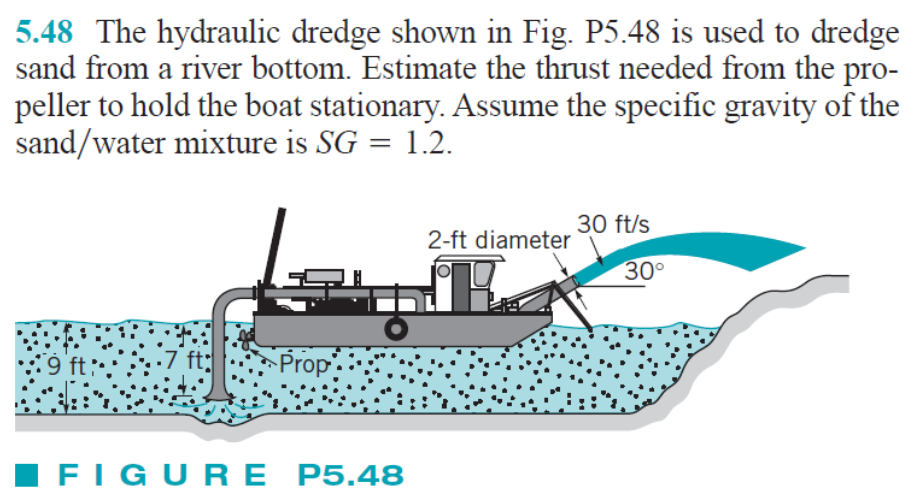 5.48 The hydraulic dredge shown in Fig. P5.48 is used to dredge
sand from a river bottom. Estimate the thrust needed from the pro-
peller to hold the boat stationary. Assume the specific gravity of the
sand/water mixture is SG = 1.2.
30 ft/s
2-ft diameter
30°
9 ft
7 ft
Prop
FIGURE P5.48